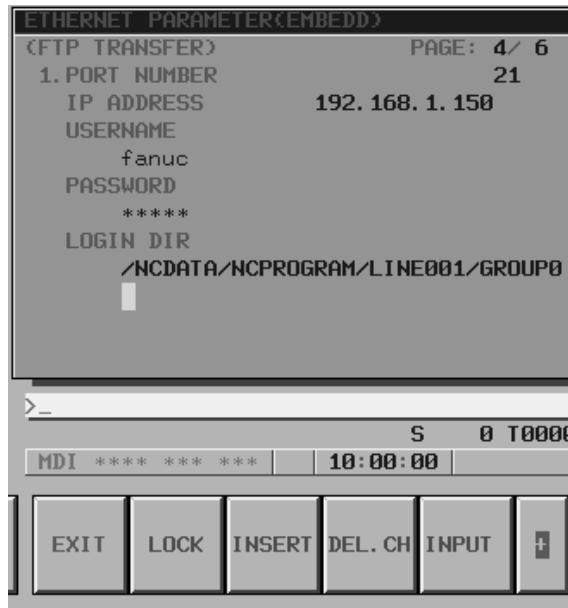 ETHERNET PARAMETER(EMBEDD)
(FTP TRANSFER) PAGE: 4/ 6
1.PORT NUMBER 21
IP ADDRESS 192.168.1.150
USERNAME
fanuc
PASSWORD
*****
LOGIN DIR
/NCDATA/NCPROGRAM/LINE001/GROUP0
>_
S 0 T0000
MDI **** *** *** 10:00:00
EXIT LOCK INSERT DEL.CH INPUT +